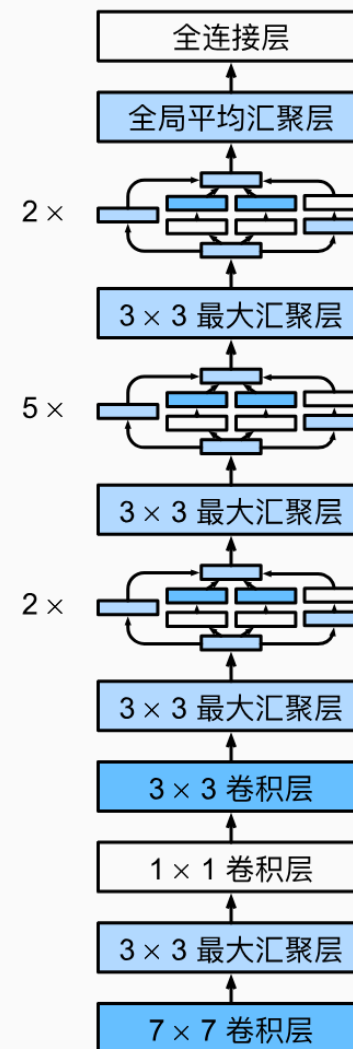 全连接层
全局平均汇聚层
2 ×
3 × 3 最大汇聚层
5 ×
3 × 3 最大汇聚层
2 ×
3 × 3 最大汇聚层
3 × 3 卷积层
1 × 1 卷积层
3 × 3 最大汇聚层
7 × 7 卷积层